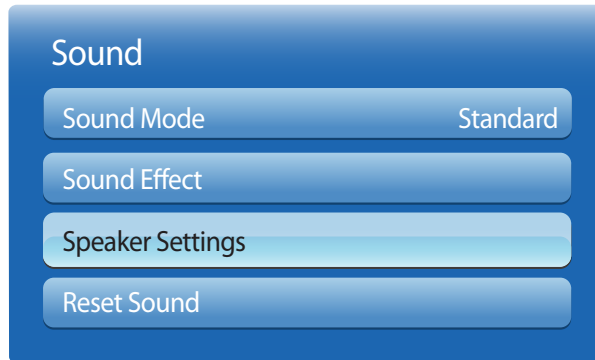 Sound
Sound Mode Standard
Sound Effect
Speaker Settings
Reset Sound